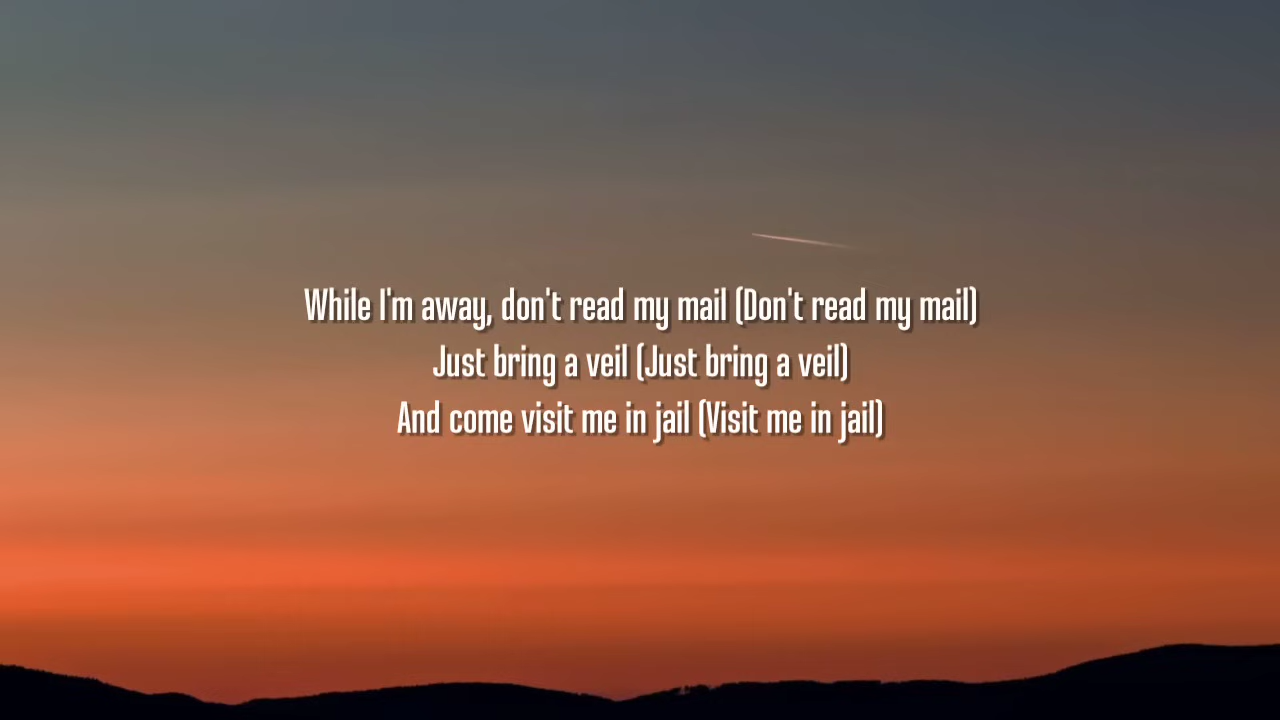 While I'm away, don't read my mail (Don't read my mail)
Just bring a veil (Just bring a veil)
And come visit me in jail (Visit me in jail)